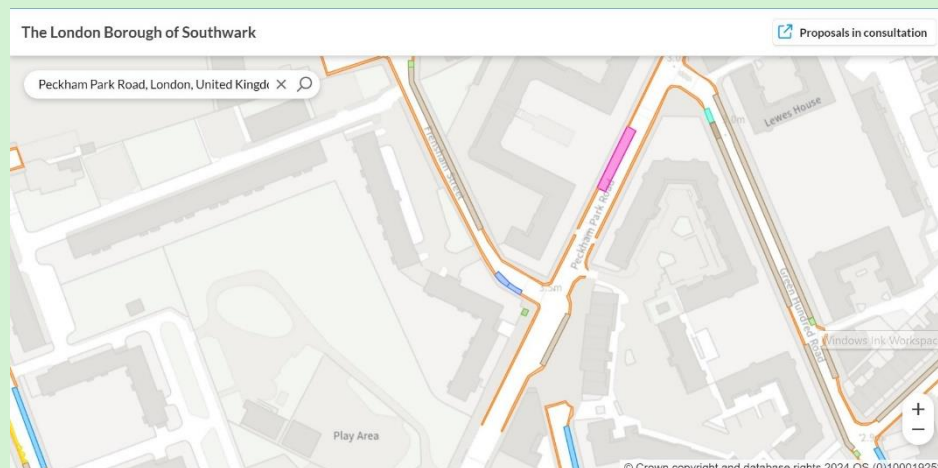 The London Borough of Southwark
Proposals in consultation
Peckham Park Road, London, United Kingd
Lewes House
Frensham Street
Peckham Park Road
Green Hundred Road
Windows Ink Workspac
Play Area
+
−
© Crown copyright and database rights 2024 OS (0)10001925